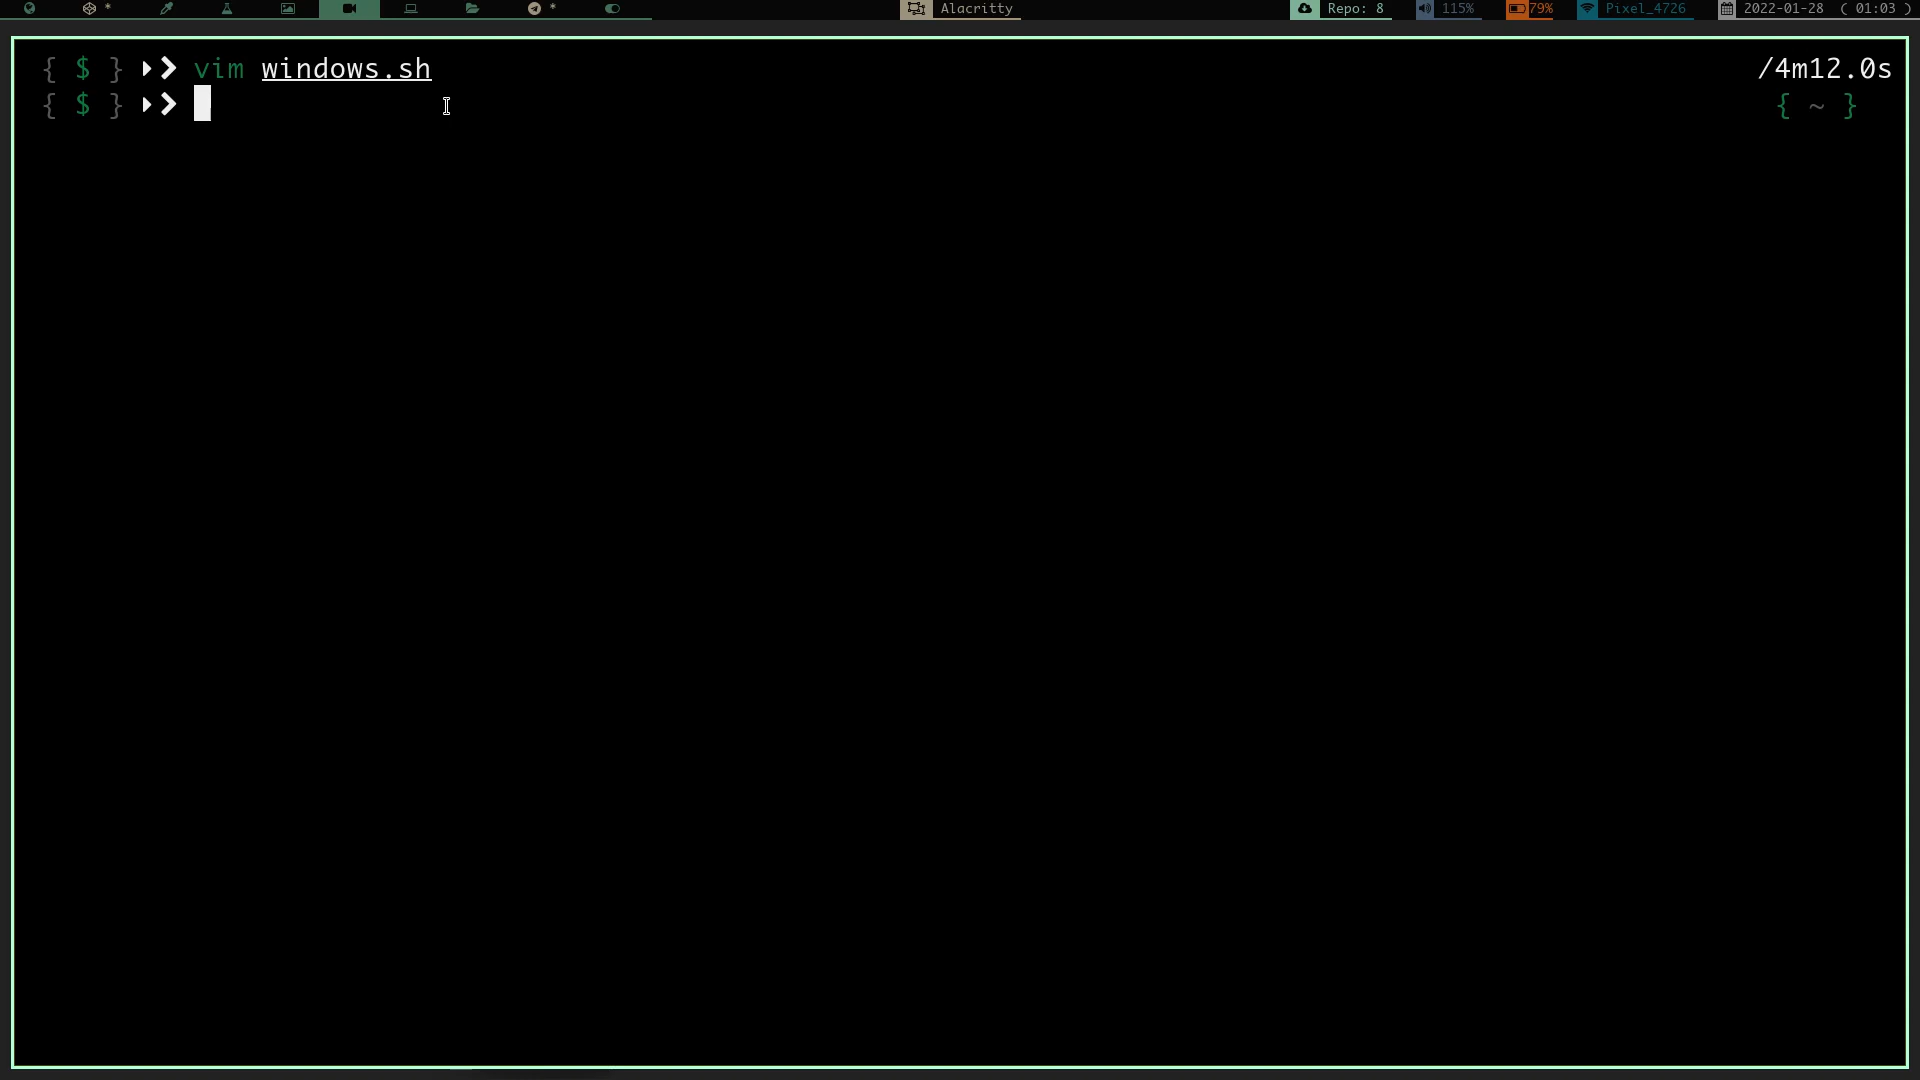 * * Alacritty Repo: 8 115% 79% Pixel_4726 2022-01-28 ( 01:03 )
{ $ } vim windows.sh /4m12.0s
{ $ } { ~ }